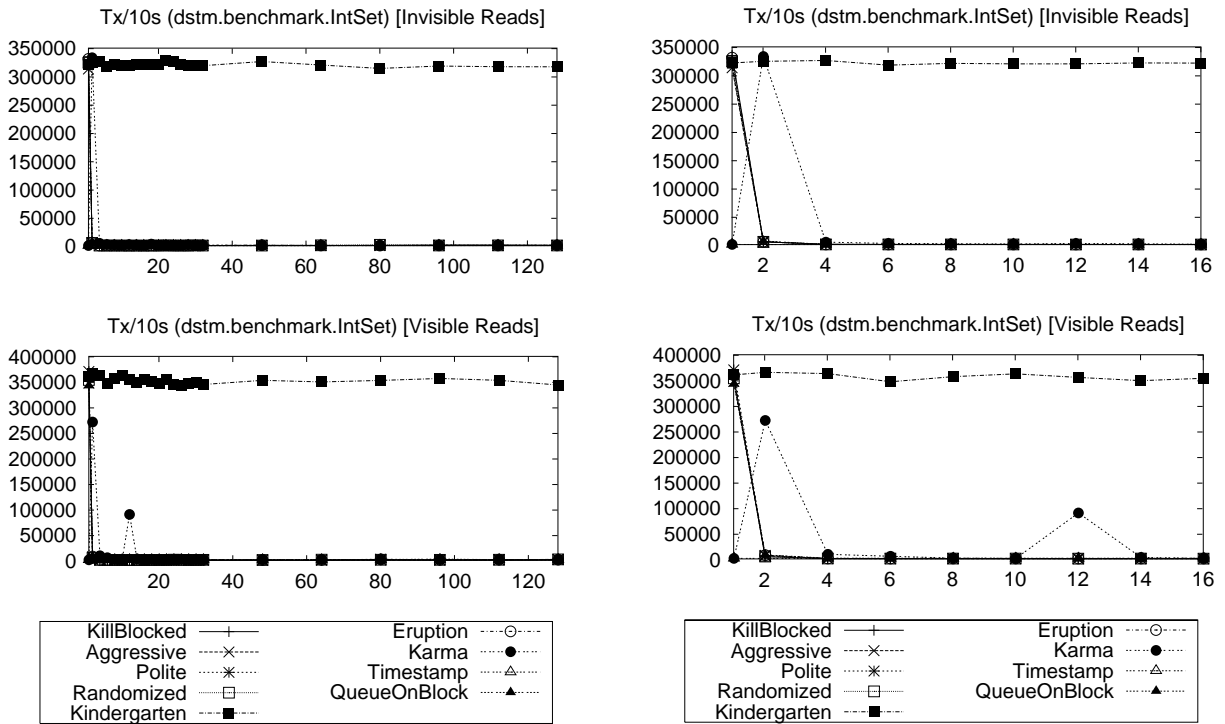 Tx/10s (dstm.benchmark.IntSet) [Invisible Reads]
350000
300000
250000
200000
150000
100000
50000
0
20 40 60 80 100 120
Tx/10s (dstm.benchmark.IntSet) [Invisible Reads]
350000
300000
250000
200000
150000
100000
50000
0
2 4 6 8 10 12 14 16
Tx/10s (dstm.benchmark.IntSet) [Visible Reads]
400000
350000
300000
250000
200000
150000
100000
50000
0
20 40 60 80 100 120
Tx/10s (dstm.benchmark.IntSet) [Visible Reads]
400000
350000
300000
250000
200000
150000
100000
50000
0
2 4 6 8 10 12 14 16
KillBlocked
Aggressive
Polite
Randomized
Kindergarten
Eruption
Karma
Timestamp
QueueOnBlock
KillBlocked
Aggressive
Polite
Randomized
Kindergarten
Eruption
Karma
Timestamp
QueueOnBlock